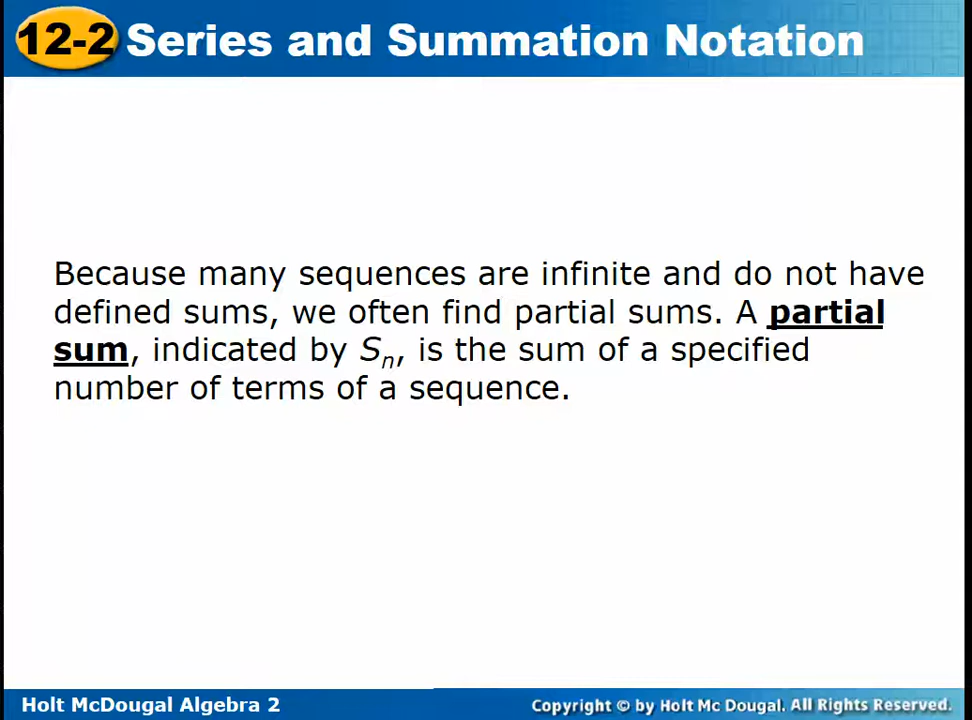 12-2 Series and Summation Notation
Because many sequences are infinite and do not have
defined sums, we often find partial sums. A partial
sum, indicated by Sn, is the sum of a specified
number of terms of a sequence.
Holt McDougal Algebra 2
Copyright © by Holt Mc Dougal. All Rights Reserved.